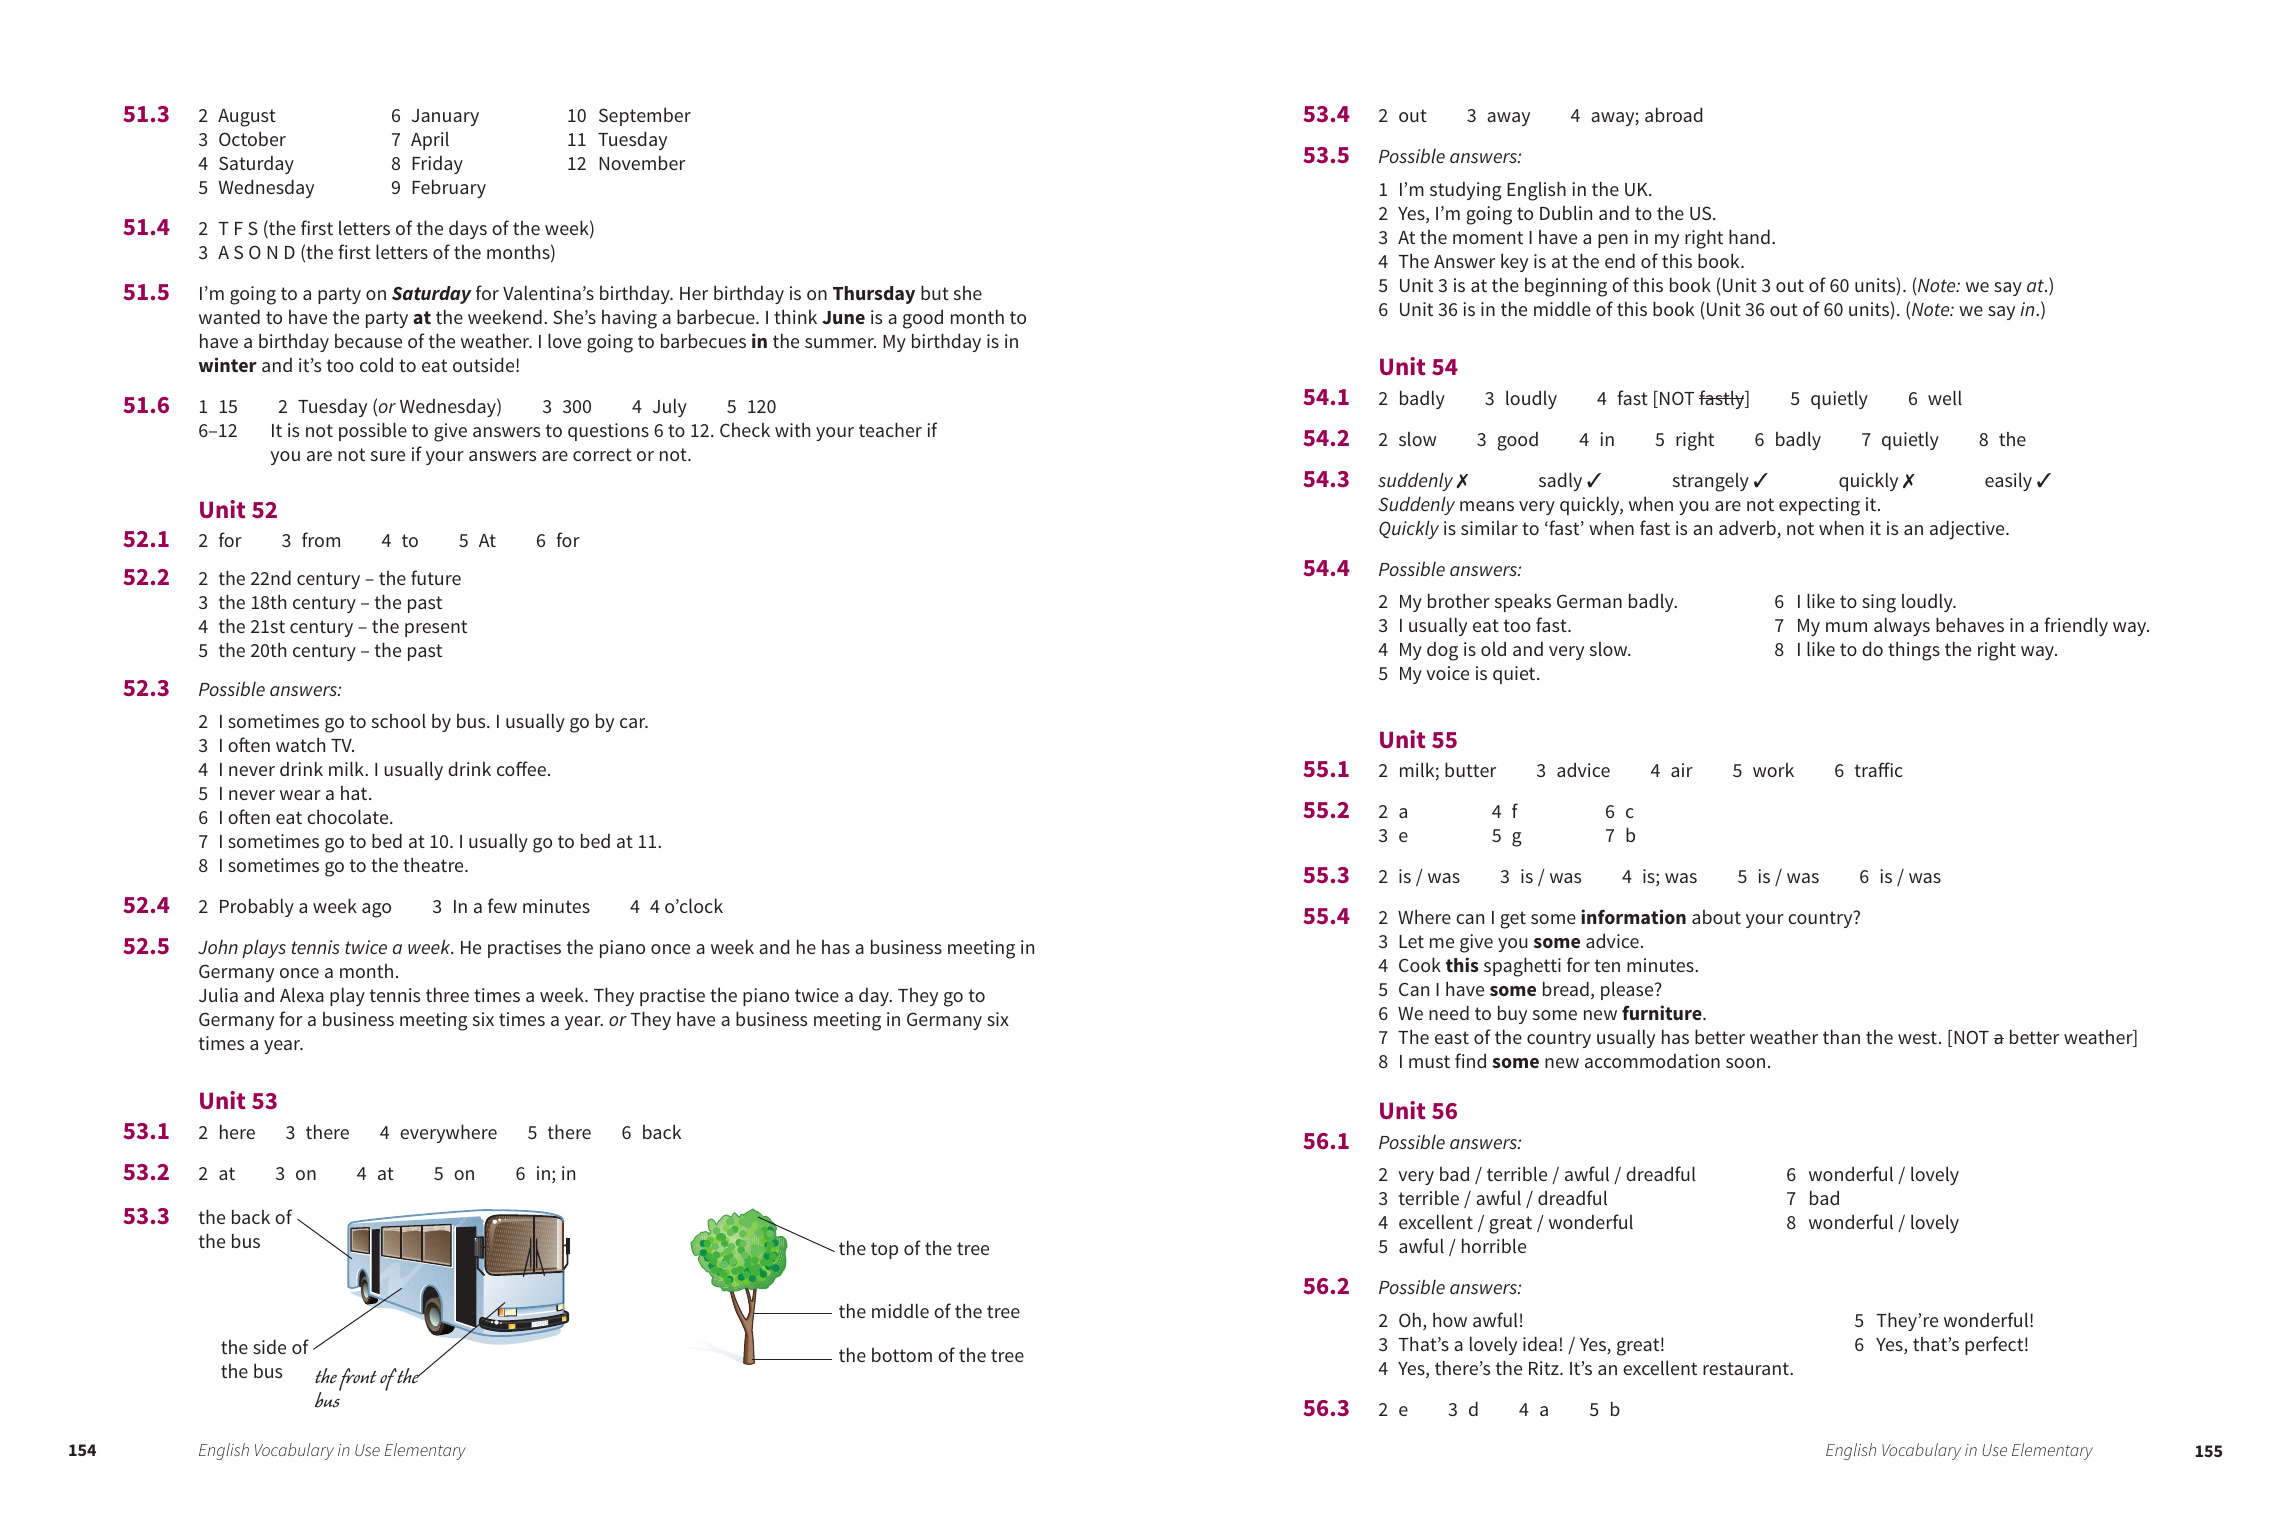 51.3 2 August 6 January 10 September
3 October 7 April 11 Tuesday
4 Saturday 8 Friday 12 November
5 Wednesday 9 February
51.4 2 T F S (the first letters of the days of the week)
3 A S O N D (the first letters of the months)
51.5 I’m going to a party on Saturday for Valentina’s birthday. Her birthday is on Thursday but she
wanted to have the party at the weekend. She’s having a barbecue. I think June is a good month to
have a birthday because of the weather. I love going to barbecues in the summer. My birthday is in
winter and it’s too cold to eat outside!
51.6 1 15 2 Tuesday (or Wednesday) 3 300 4 July 5 120
6–12 It is not possible to give answers to questions 6 to 12. Check with your teacher if
you are not sure if your answers are correct or not.
Unit 52
52.1 2 for 3 from 4 to 5 At 6 for
52.2 2 the 22nd century – the future
3 the 18th century – the past
4 the 21st century – the present
5 the 20th century – the past
52.3 Possible answers:
2 I sometimes go to school by bus. I usually go by car.
3 I often watch TV.
4 I never drink milk. I usually drink coffee.
5 I never wear a hat.
6 I often eat chocolate.
7 I sometimes go to bed at 10. I usually go to bed at 11.
8 I sometimes go to the theatre.
52.4 2 Probably a week ago 3 In a few minutes 4 4 o’clock
52.5 John plays tennis twice a week. He practises the piano once a week and he has a business meeting in
Germany once a month.
Julia and Alexa play tennis three times a week. They practise the piano twice a day. They go to
Germany for a business meeting six times a year. or They have a business meeting in Germany six
times a year.
Unit 53
53.1 2 here 3 there 4 everywhere 5 there 6 back
53.2 2 at 3 on 4 at 5 on 6 in; in
53.3 the back of
the bus
the side of
the bus
the front of the
bus
the top of the tree
the middle of the tree
the bottom of the tree
154 English Vocabulary in Use Elementary
53.4 2 out 3 away 4 away; abroad
53.5 Possible answers:
1 I’m studying English in the UK.
2 Yes, I’m going to Dublin and to the US.
3 At the moment I have a pen in my right hand.
4 The Answer key is at the end of this book.
5 Unit 3 is at the beginning of this book (Unit 3 out of 60 units). (Note: we say at.)
6 Unit 36 is in the middle of this book (Unit 36 out of 60 units). (Note: we say in.)
Unit 54
54.1 2 badly 3 loudly 4 fast [NOT fastly] 5 quietly 6 well
54.2 2 slow 3 good 4 in 5 right 6 badly 7 quietly 8 the
54.3 suddenly ✗ sadly ✓ strangely ✓ quickly ✗ easily ✓
Suddenly means very quickly, when you are not expecting it.
Quickly is similar to ‘fast’ when fast is an adverb, not when it is an adjective.
54.4 Possible answers:
2 My brother speaks German badly. 6 I like to sing loudly.
3 I usually eat too fast. 7 My mum always behaves in a friendly way.
4 My dog is old and very slow. 8 I like to do things the right way.
5 My voice is quiet.
Unit 55
55.1 2 milk; butter 3 advice 4 air 5 work 6 traffic
55.2 2 a 4 f 6 c
3 e 5 g 7 b
55.3 2 is / was 3 is / was 4 is; was 5 is / was 6 is / was
55.4 2 Where can I get some information about your country?
3 Let me give you some advice.
4 Cook this spaghetti for ten minutes.
5 Can I have some bread, please?
6 We need to buy some new furniture.
7 The east of the country usually has better weather than the west. [NOT a better weather]
8 I must find some new accommodation soon.
Unit 56
56.1 Possible answers:
2 very bad / terrible / awful / dreadful 6 wonderful / lovely
3 terrible / awful / dreadful 7 bad
4 excellent / great / wonderful 8 wonderful / lovely
5 awful / horrible
56.2 Possible answers:
2 Oh, how awful! 5 They’re wonderful!
3 That’s a lovely idea! / Yes, great! 6 Yes, that’s perfect!
4 Yes, there’s the Ritz. It’s an excellent restaurant.
56.3 2 e 3 d 4 a 5 b
English Vocabulary in Use Elementary 155